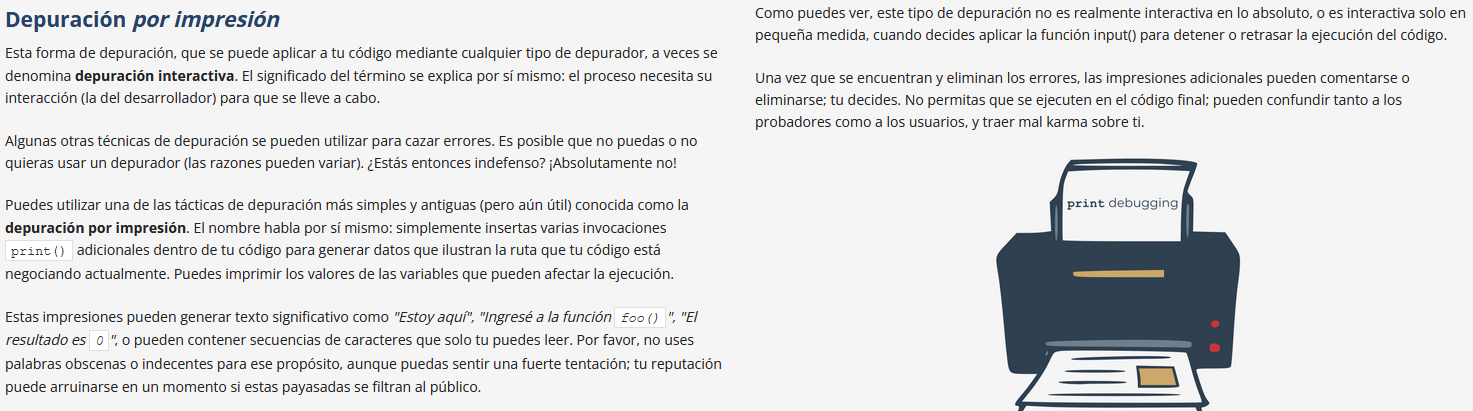 Depuración por impresión
Esta forma de depuración, que se puede aplicar a tu código mediante cualquier tipo de depurador, a veces se
denomina depuración interactiva. El significado del término se explica por sí mismo: el proceso necesita su
interacción (la del desarrollador) para que se lleve a cabo.
Algunas otras técnicas de depuración se pueden utilizar para cazar errores. Es posible que no puedas o no
quieras usar un depurador (las razones pueden variar). ¿Estás entonces indefenso? ¡Absolutamente no!
Puedes utilizar una de las tácticas de depuración más simples y antiguas (pero aún útil) conocida como la
depuración por impresión. El nombre habla por sí mismo: simplemente insertas varias invocaciones
print() adicionales dentro de tu código para generar datos que ilustran la ruta que tu código está
negociando actualmente. Puedes imprimir los valores de las variables que pueden afectar la ejecución.
Estas impresiones pueden generar texto significativo como "Estoy aquí", "Ingresé a la función foo() ", "El
resultado es 0 ", o pueden contener secuencias de caracteres que solo tu puedes leer. Por favor, no uses
palabras obscenas o indecentes para ese propósito, aunque puedas sentir una fuerte tentación; tu reputación
puede arruinarse en un momento si estas payasadas se filtran al público.
Como puedes ver, este tipo de depuración no es realmente interactiva en lo absoluto, o es interactiva solo en
pequeña medida, cuando decides aplicar la función input() para detener o retrasar la ejecución del código.
Una vez que se encuentran y eliminan los errores, las impresiones adicionales pueden comentarse o
eliminarse; tu decides. No permitas que se ejecuten en el código final; pueden confundir tanto a los
probadores como a los usuarios, y traer mal karma sobre ti.
print debugging